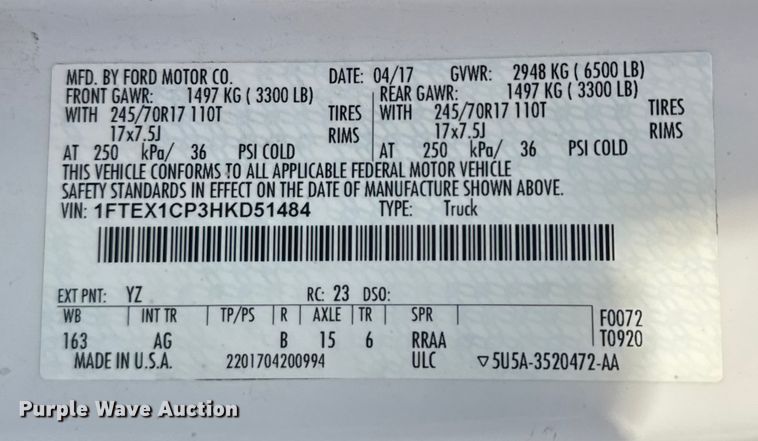 MFD. BY FORD MOTOR CO. DATE: 04/17 GVWR: 2948 KG ( 6500 LB)
FRONT GAWR: 1497 KG ( 3300 LB) REAR GAWR: 1497 KG ( 3300 LB)
WITH 245/70R17 110T TIRES WITH 245/70R17 110T TIRES
17x7.5J RIMS 17x7.5J RIMS
AT 250 kPa/ 36 PSI COLD AT 250 kPa/ 36 PSI COLD
THIS VEHICLE CONFORMS TO ALL APPLICABLE FEDERAL MOTOR VEHICLE
SAFETY STANDARDS IN EFFECT ON THE DATE OF MANUFACTURE SHOWN ABOVE.
VIN: 1FTEX1CP3HKD51484 TYPE: Truck
EXT PNT: YZ RC: 23 DSO:
WB INT TR TP/PS R AXLE TR SPR F0072
163 AG B 15 6 RRAA T0920
MADE IN U.S.A. 2201704200994 ULC ▽5U5A-3520472-AA
Purple Wave Auction